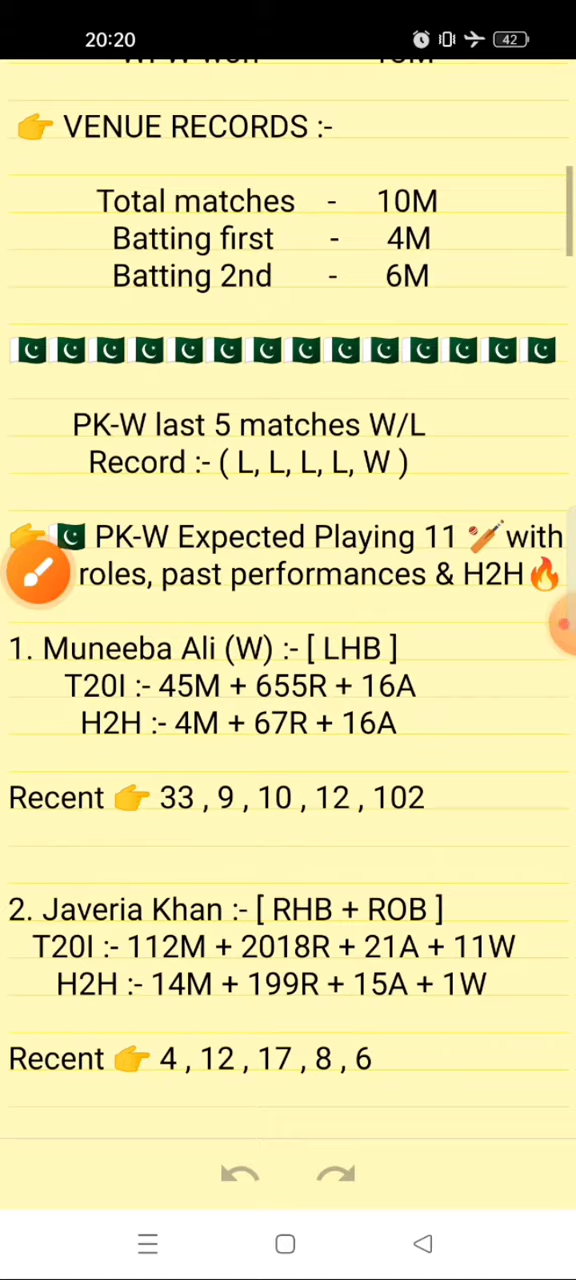 20:20
42
👉 VENUE RECORDS :-
Total matches - 10M
Batting first - 4M
Batting 2nd - 6M
🇵🇰🇵🇰🇵🇰🇵🇰🇵🇰🇵🇰🇵🇰🇵🇰🇵🇰🇵🇰🇵🇰🇵🇰🇵🇰🇵🇰
PK-W last 5 matches W/L
Record :- ( L, L, L, L, W )
👉🇵🇰 PK-W Expected Playing 11 🏏with
roles, past performances & H2H🔥
1. Muneeba Ali (W) :- [ LHB ]
T20I :- 45M + 655R + 16A
H2H :- 4M + 67R + 16A
Recent 👉 33 , 9 , 10 , 12 , 102
2. Javeria Khan :- [ RHB + ROB ]
T20I :- 112M + 2018R + 21A + 11W
H2H :- 14M + 199R + 15A + 1W
Recent 👉 4 , 12 , 17 , 8 , 6